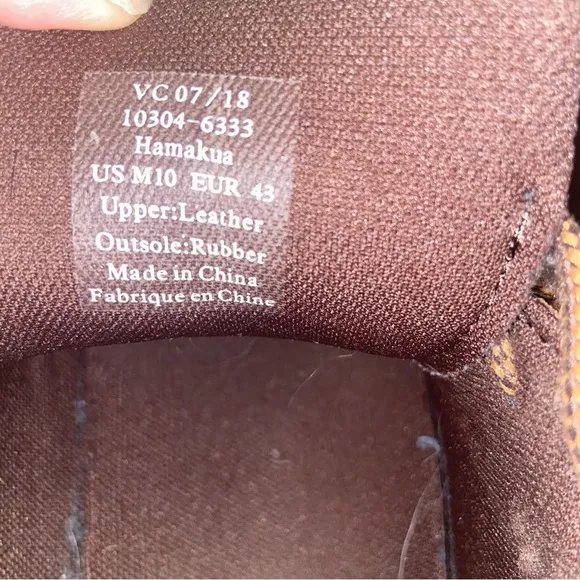 VC 07/18
10304-6333
Hamakua
US M10 EUR 43
Upper:Leather
Outsole:Rubber
Made in China
Fabrique en Chine